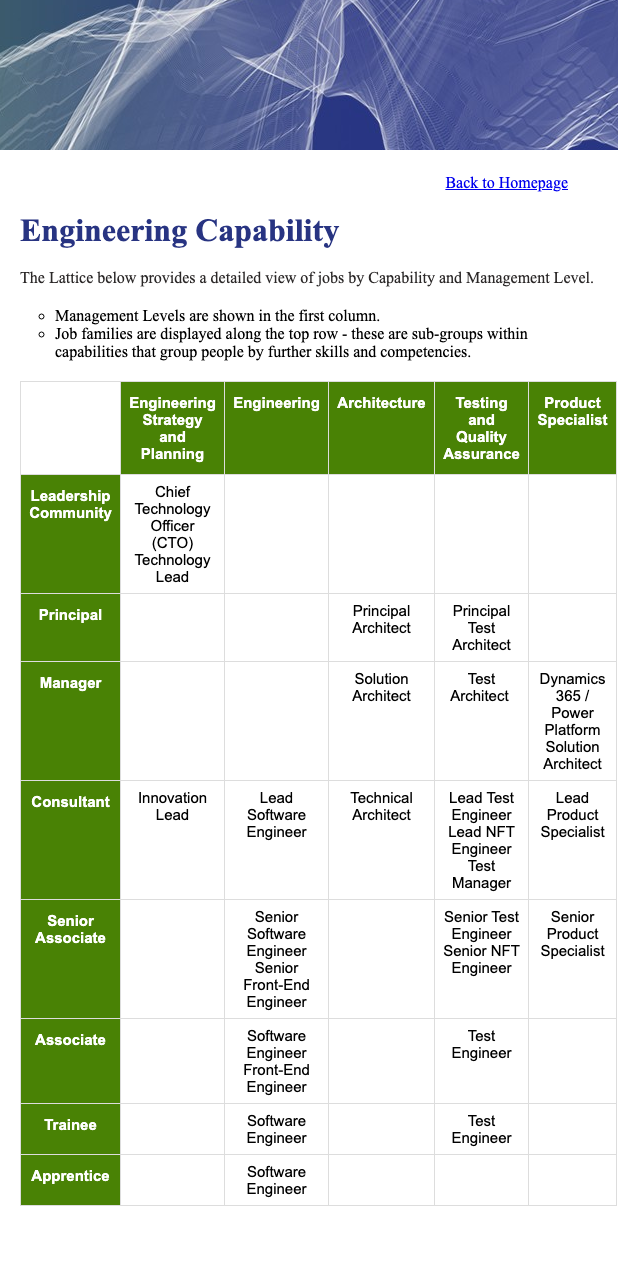 Back to Homepage
Engineering Capability
The Lattice below provides a detailed view of jobs by Capability and Management Level.
Management Levels are shown in the first column.
Job families are displayed along the top row - these are sub-groups within
capabilities that group people by further skills and competencies.
Engineering
Strategy
and
Planning
Engineering
Architecture
Testing
and
Quality
Assurance
Product
Specialist
Leadership
Community
Chief
Technology
Officer
(CTO)
Technology
Lead
Principal
Principal
Architect
Principal
Test
Architect
Manager
Solution
Architect
Test
Architect
Dynamics
365 /
Power
Platform
Solution
Architect
Consultant
Innovation
Lead
Lead
Software
Engineer
Technical
Architect
Lead Test
Engineer
Lead NFT
Engineer
Test
Manager
Lead
Product
Specialist
Senior
Associate
Senior
Software
Engineer
Senior
Front-End
Engineer
Senior Test
Engineer
Senior NFT
Engineer
Senior
Product
Specialist
Associate
Software
Engineer
Front-End
Engineer
Test
Engineer
Trainee
Software
Engineer
Test
Engineer
Apprentice
Software
Engineer